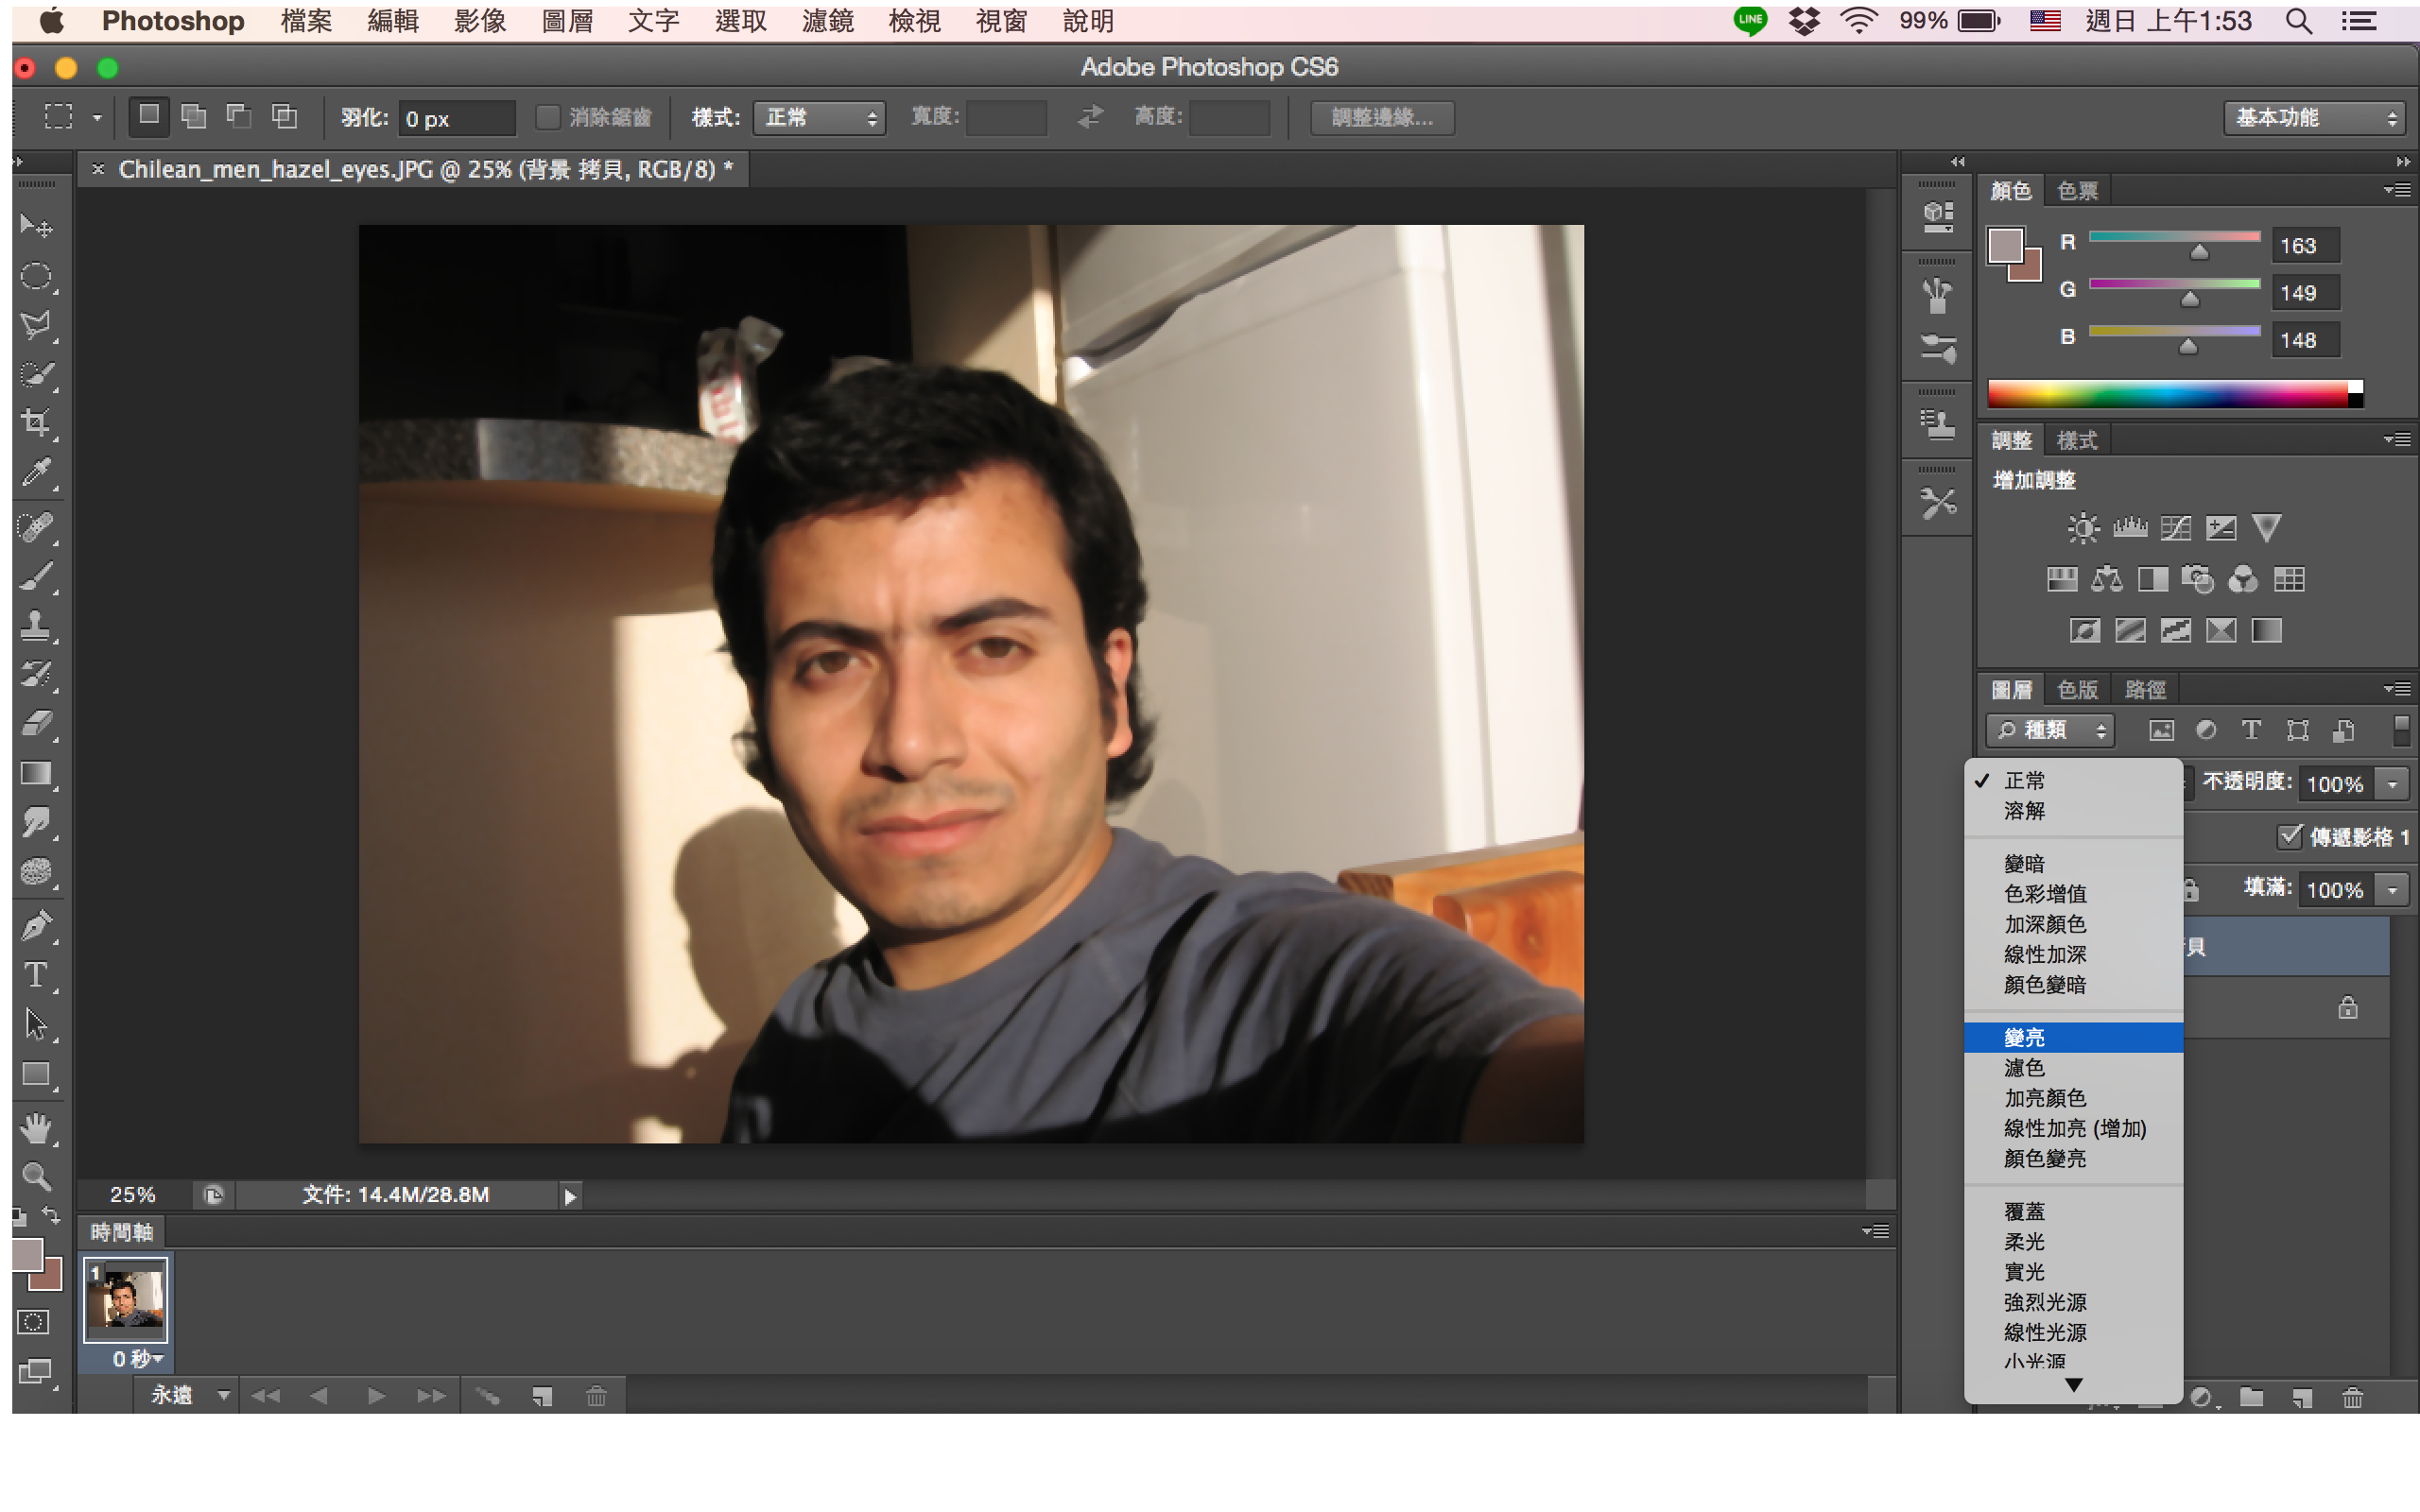 Photoshop 檔案 編輯 影像 圖層 文字 選取 濾鏡 檢視 視窗 說明 LINE 99% 週日 上午1:53
Adobe Photoshop CS6
羽化: 0 px 消除鋸齒 樣式: 正常 寬度: 高度: 調整邊緣... 基本功能
× Chilean_men_hazel_eyes.JPG @ 25% (背景 拷貝, RGB/8) *
顏色 色票
R 163
G 149
B 148
調整 樣式
增加調整
圖層 色版 路徑
種類
不透明度: 100%
傳遞影格 1
填滿: 100%
貝
正常
溶解
變暗
色彩增值
加深顏色
線性加深
顏色變暗
變亮
濾色
加亮顏色
線性加亮 (增加)
顏色變亮
覆蓋
柔光
實光
強烈光源
線性光源
小光源
25% 文件: 14.4M/28.8M
時間軸
1
0 秒
永遠